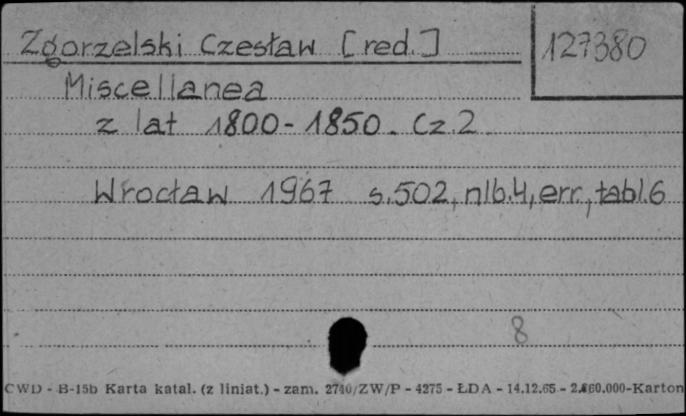 Zgorzelski Czesław [red.] 127380
Miscellanea
z lat 1800-1850. Cz.2
Wrocław 1967 s.502, nlb.4, err., tabl.6
8
CWD - B-15b Karta katal. (z liniat.) - zam. 2740/ZW/P - 4275 - ŁDA - 14.12.65 - 2.460.000-Karton